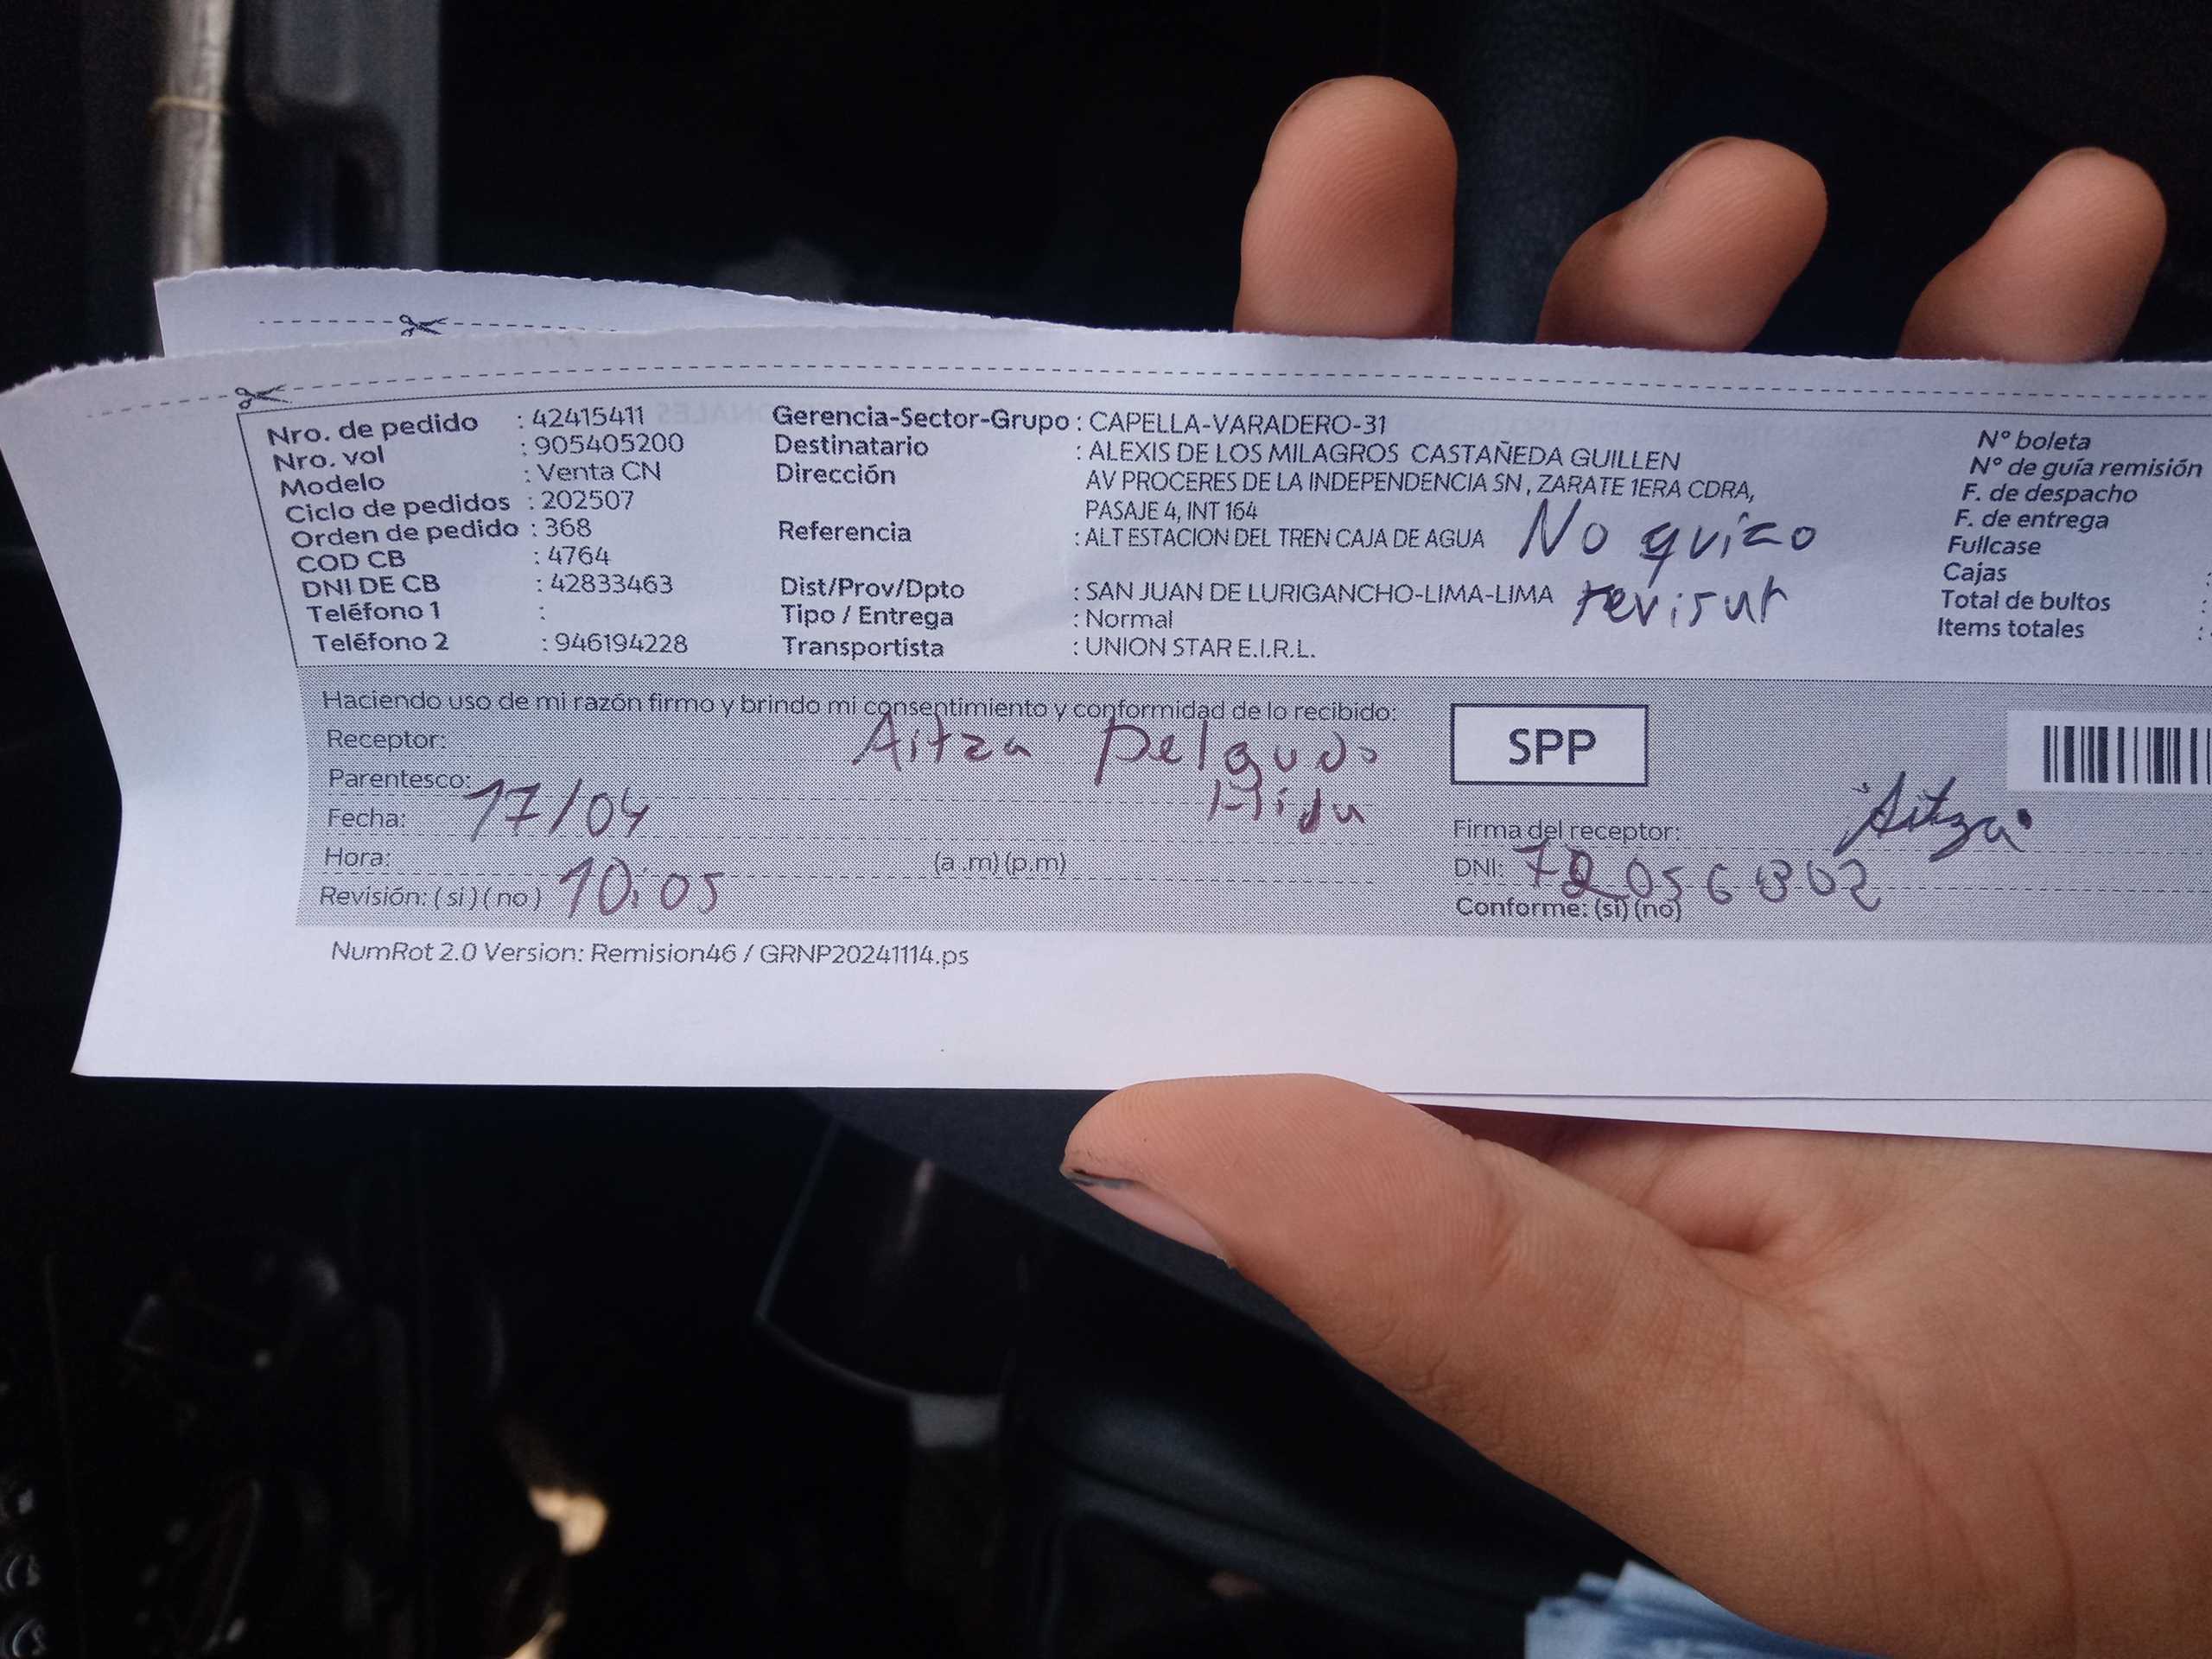 Nro. de pedido : 42415411
Nro. vol : 905405200
Modelo : Venta CN
Ciclo de pedidos : 202507
Orden de pedido : 368
COD CB : 4764
DNI DE CB : 42833463
Teléfono 1 :
Teléfono 2 : 946194228
Gerencia-Sector-Grupo : CAPELLA-VARADERO-31
Destinatario : ALEXIS DE LOS MILAGROS CASTAÑEDA GUILLEN
Dirección AV PROCERES DE LA INDEPENDENCIA SN, ZARATE 1ERA CDRA,
PASAJE 4, INT 164
Referencia : ALT ESTACION DEL TREN CAJA DE AGUA
Dist/Prov/Dpto : SAN JUAN DE LURIGANCHO-LIMA-LIMA
Tipo / Entrega : Normal
Transportista : UNION STAR E.I.R.L.
No quizo
revisar
N° boleta
N° de guía remisión
F. de despacho
F. de entrega
Fullcase
Cajas :
Total de bultos :
Items totales :
Haciendo uso de mi razón firmo y brindo mi consentimiento y conformidad de lo recibido:
Receptor: Aitza Delgado
Parentesco: Hida
Fecha: 17/04
Hora: (a.m) (p.m)
Revisión: (si) (no) 10:05
SPP
Firma del receptor: Aitza
DNI:
Conforme: (si) (no)
NumRot 2.0 Version: Remision46 / GRNP20241114.ps